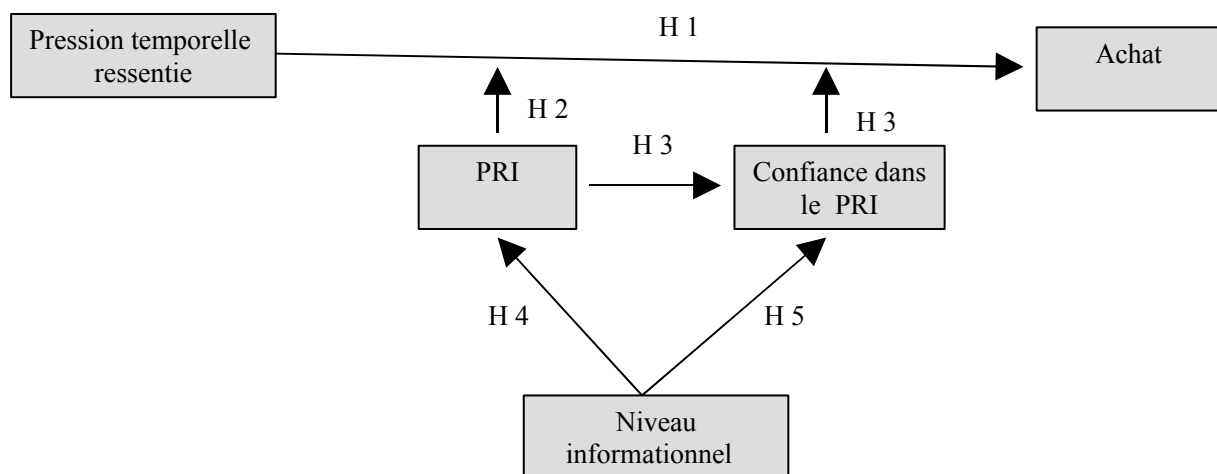 H 1
Pression temporelle
ressentie
Achat
H 2
H 3
H 3
PRI
Confiance dans
le PRI
H 4
H 5
Niveau
informationnel